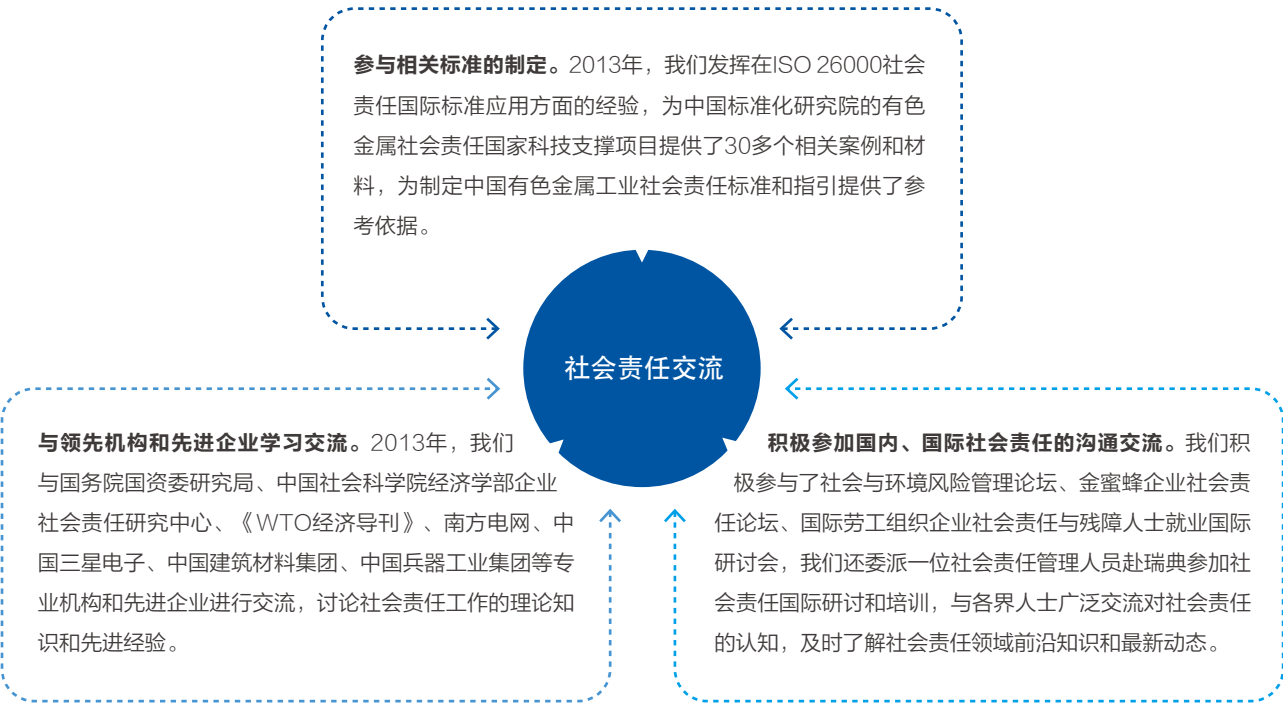 参与相关标准的制定。2013年，我们发挥在ISO 26000社会
责任国际标准应用方面的经验，为中国标准化研究院的有色
金属社会责任国家科技支撑项目提供了30多个相关案例和材
料，为制定中国有色金属工业社会责任标准和指引提供了参
考依据。
社会责任交流
与领先机构和先进企业学习交流。2013年，我们
与国务院国资委研究局、中国社会科学院经济学部企业
社会责任研究中心、《WTO经济导刊》、南方电网、中
国三星电子、中国建筑材料集团、中国兵器工业集团等专
业机构和先进企业进行交流，讨论社会责任工作的理论知
识和先进经验。
积极参加国内、国际社会责任的沟通交流。我们积
极参与了社会与环境风险管理论坛、金蜜蜂企业社会责
任论坛、国际劳工组织企业社会责任与残障人士就业国际
研讨会，我们还委派一位社会责任管理人员赴瑞典参加社
会责任国际研讨和培训，与各界人士广泛交流对社会责任
的认知，及时了解社会责任领域前沿知识和最新动态。